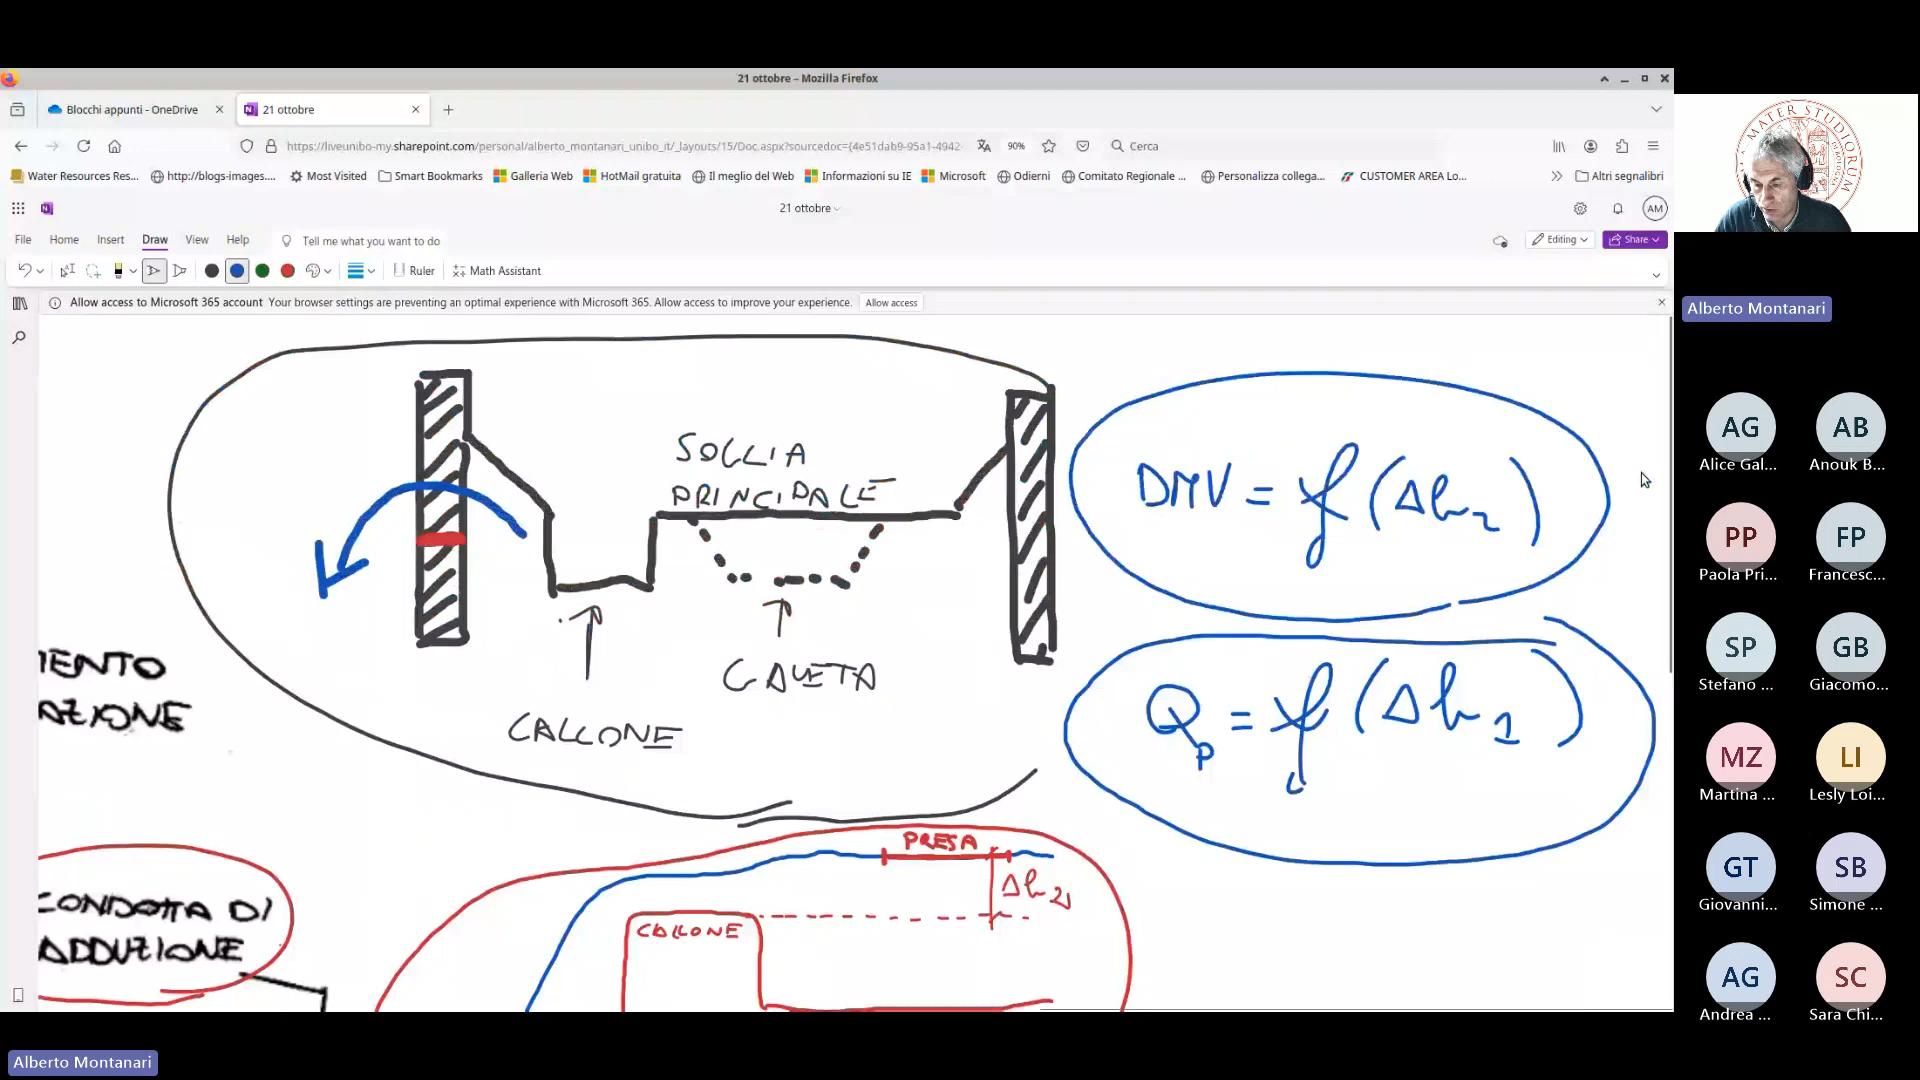 21 ottobre – Mozilla Firefox
Blocchi appunti - OneDrive
21 ottobre
https://liveunibo-my.sharepoint.com/personal/alberto_montanari_unibo_it/_layouts/15/Doc.aspx?sourcedoc={4e51dab9-95a1-4942-
90%
Cerca
Water Resources Res...
http://blogs-images....
Most Visited
Smart Bookmarks
Galleria Web
HotMail gratuita
Il meglio del Web
Informazioni su IE
Microsoft
Odierni
Comitato Regionale ...
Personalizza collega...
CUSTOMER AREA Lo...
Altri segnalibri
21 ottobre
AM
File Home Insert Draw View Help
Tell me what you want to do
Editing
Share
Ruler
Math Assistant
Allow access to Microsoft 365 account Your browser settings are preventing an optimal experience with Microsoft 365. Allow access to improve your experience.
Allow access
SOGLIA
PRINCIPALE
GAVETA
CALLONE
DMV = f (Δh2)
Qp = f (Δh1)
MENTO
AZIONE
CONDOTTA DI
ADDUZIONE
PRESA
Δh2
CALLONE
Alberto Montanari
AG
Alice Gal...
AB
Anouk B...
PP
Paola Pri...
FP
Francesc...
SP
Stefano ...
GB
Giacomo...
MZ
Martina ...
LI
Lesly Loi...
GT
Giovanni...
SB
Simone ...
AG
Andrea ...
SC
Sara Chi...
Alberto Montanari